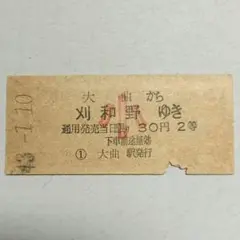 43.-1.10
大曲から
小
刈和野ゆき
通用発売当日限り 30円 2等
下車前途無効
① 大曲駅発行